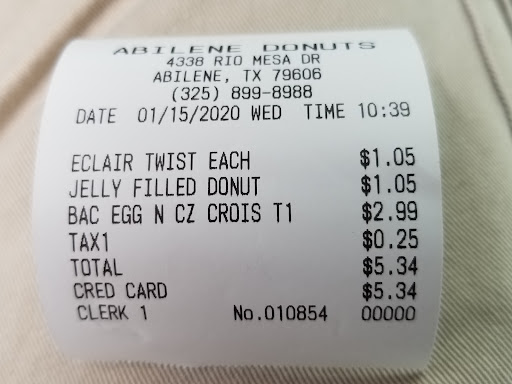 ABILENE DONUTS
4338 RIO MESA DR
ABILENE, TX 79606
(325) 899-8988
DATE 01/15/2020 WED TIME 10:39
ECLAIR TWIST EACH $1.05
JELLY FILLED DONUT $1.05
BAC EGG N CZ CROIS T1 $2.99
TAX1 $0.25
TOTAL $5.34
CRED CARD $5.34
CLERK 1 No.010854 00000